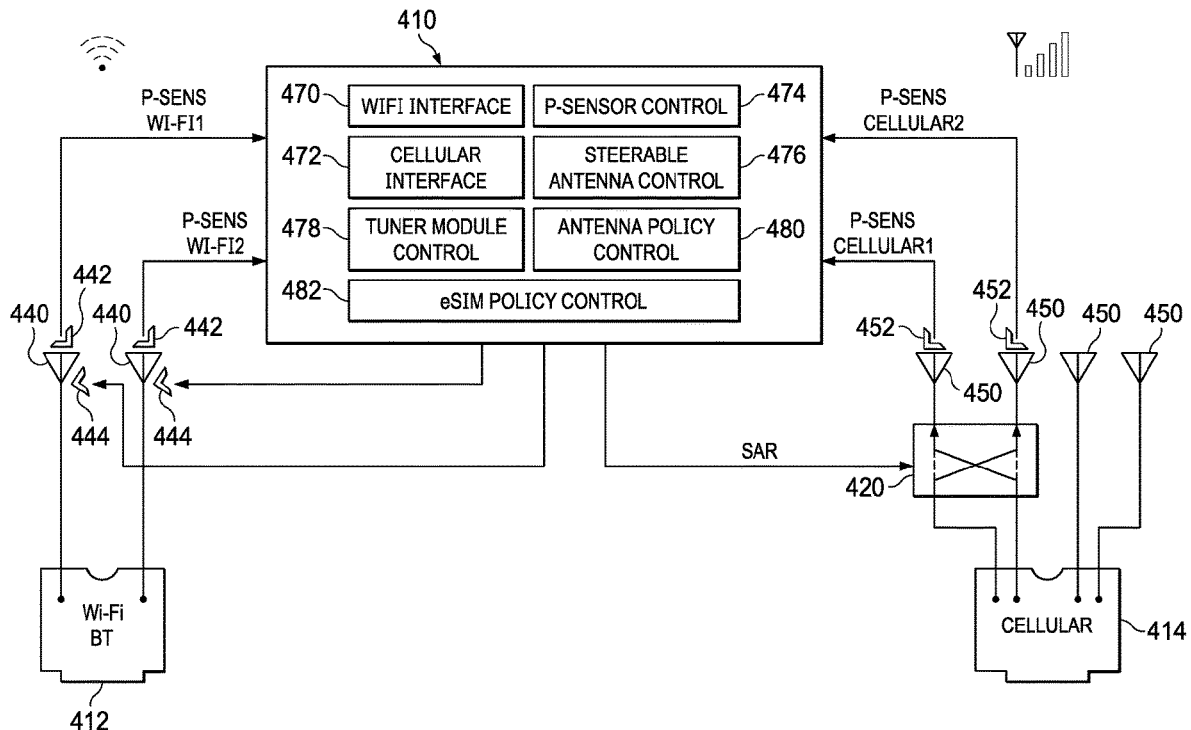 410
P-SENS
WI-FI1
470
WIFI INTERFACE
P-SENSOR CONTROL
474
P-SENS
CELLULAR2
472
CELLULAR
INTERFACE
STEERABLE
ANTENNA CONTROL
476
P-SENS
WI-FI2
478
TUNER MODULE
CONTROL
ANTENNA POLICY
CONTROL
480
P-SENS
CELLULAR1
482
eSIM POLICY CONTROL
442
440
440
442
452
452
450
450
450
450
444
444
SAR
420
Wi-Fi
BT
412
CELLULAR
414